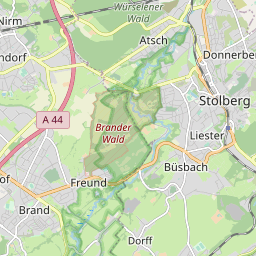 Nirm
Würselener
Wald
Atsch
Donnerbe
ndorf
Stolberg
A 44
Brander
Wald
Liester
Büsbach
of
Freund
Brand
Dorff